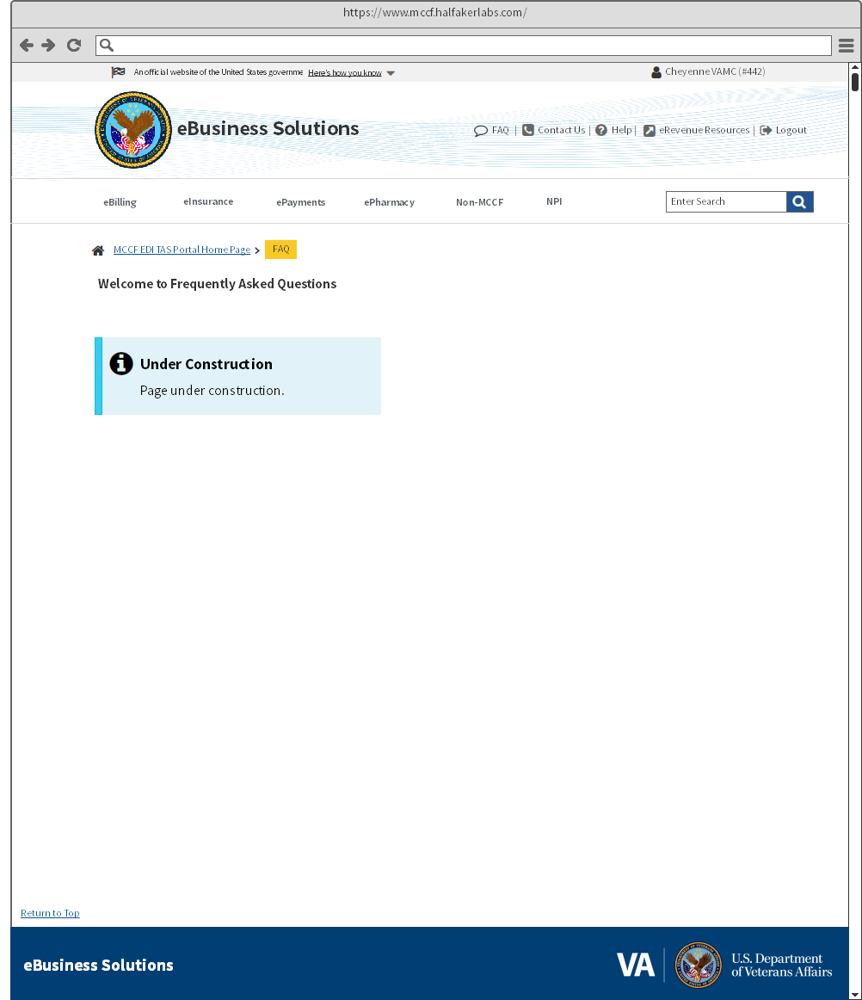 https://www.mccf.halfakerlabs.com/
An official website of the United States governme Here's how you know
Cheyenne VAMC (#442)
eBusiness Solutions
FAQ | Contact Us | Help | eRevenue Resources | Logout
eBilling eInsurance ePayments ePharmacy Non-MCCF NPI
Enter Search
MCCF EDI TAS Portal Home Page > FAQ
Welcome to Frequently Asked Questions
Under Construction
Page under construction.
Return to Top
eBusiness Solutions
VA
U.S. Department
of Veterans Affairs